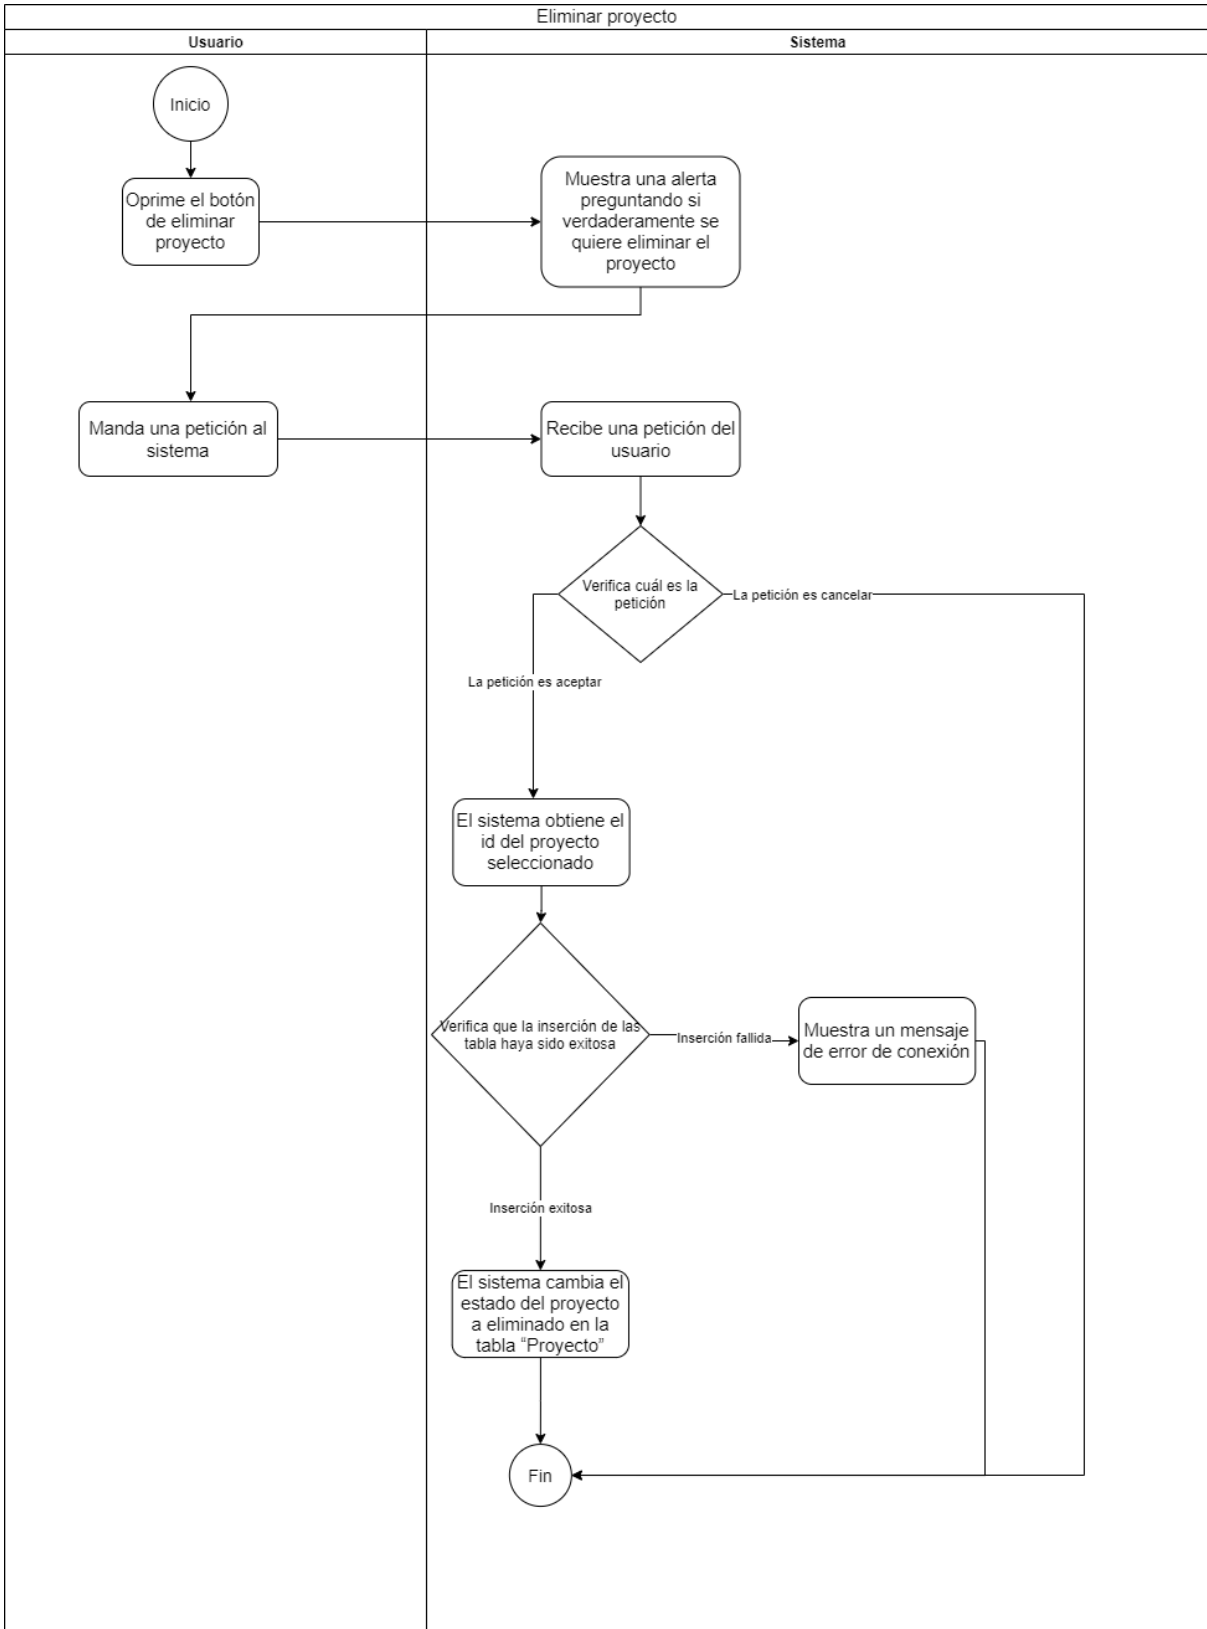 Eliminar proyecto
Usuario
Sistema
Inicio
Oprime el botón
de eliminar
proyecto
Muestra una alerta
preguntando si
verdaderamente se
quiere eliminar el
proyecto
Manda una petición al
sistema
Recibe una petición del
usuario
Verifica cuál es la
petición
La petición es cancelar
La petición es aceptar
El sistema obtiene el
id del proyecto
seleccionado
Verifica que la inserción de las
tabla haya sido exitosa
Inserción fallida
Muestra un mensaje
de error de conexión
Inserción exitosa
El sistema cambia el
estado del proyecto
a eliminado en la
tabla “Proyecto”
Fin